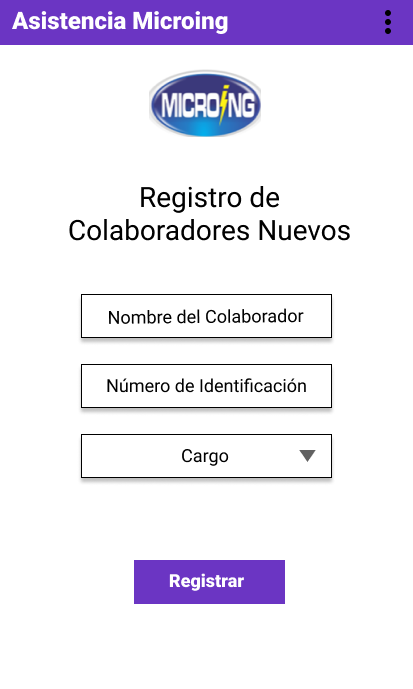 Asistencia Microing
MICROING
Registro de
Colaboradores Nuevos
Nombre del Colaborador
Número de Identificación
Cargo
Registrar